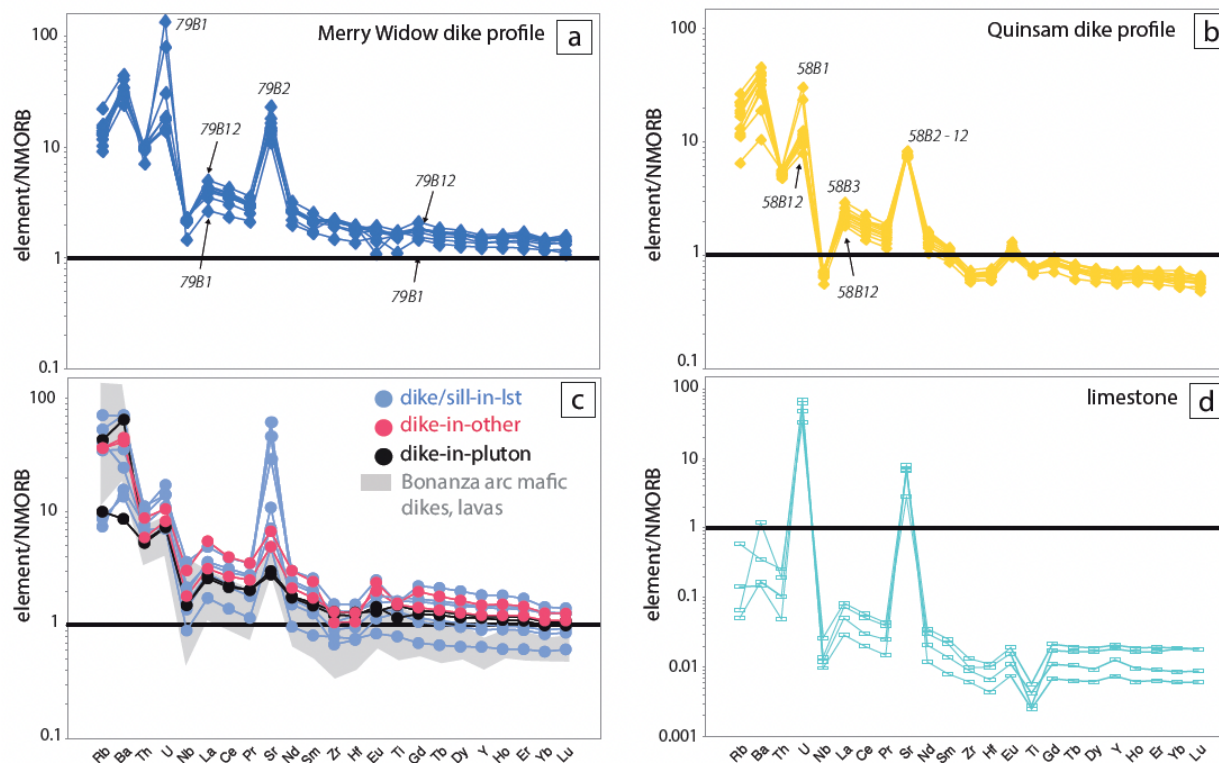 Merry Widow dike profile
a
element/NMORB
100
10
1
0.1
79B1
79B2
79B12
79B12
79B1
79B1
Quinsam dike profile
b
element/NMORB
100
10
1
0.1
58B1
58B2 - 12
58B3
58B12
58B12
c
element/NMORB
100
10
1
0.1
dike/sill-in-lst
dike-in-other
dike-in-pluton
Bonanza arc mafic
dikes, lavas
Rb Ba Th U Nb La Ce Pr Sr Nd Sm Zr Hf Eu Ti Gd Tb Dy Y Ho Er Yb Lu
limestone
d
element/NMORB
100
10
1
0.1
0.01
0.001
Rb Ba Th U Nb La Ce Pr Sr Nd Sm Zr Hf Eu Ti Gd Tb Dy Y Ho Er Yb Lu